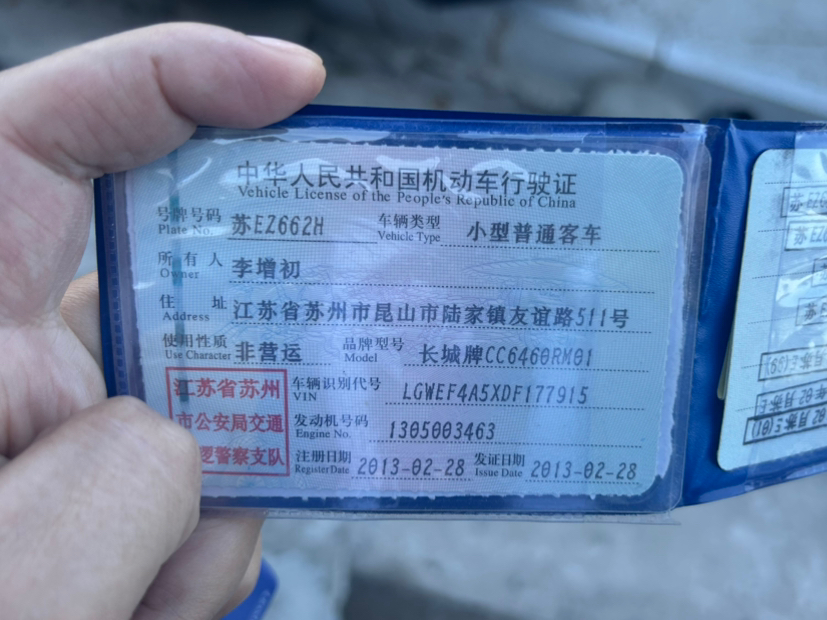 中华人民共和国机动车行驶证
Vehicle License of the People's Republic of China
号牌号码 苏EZ662H 车辆类型 小型普通客车
Plate No. Vehicle Type
所有人 李增初
Owner
住址 江苏省苏州市昆山市陆家镇友谊路511号
Address
使用性质 非营运 品牌型号 长城牌CC6460RM01
Use Character Model
江苏省苏州 车辆识别代号 LGWEF4A5XDF177915
VIN
市公安局交通 发动机号码 1305003463
Engine No.
逻警察支队 注册日期 2013-02-28 发证日期 2013-02-28
Register Date Issue Date